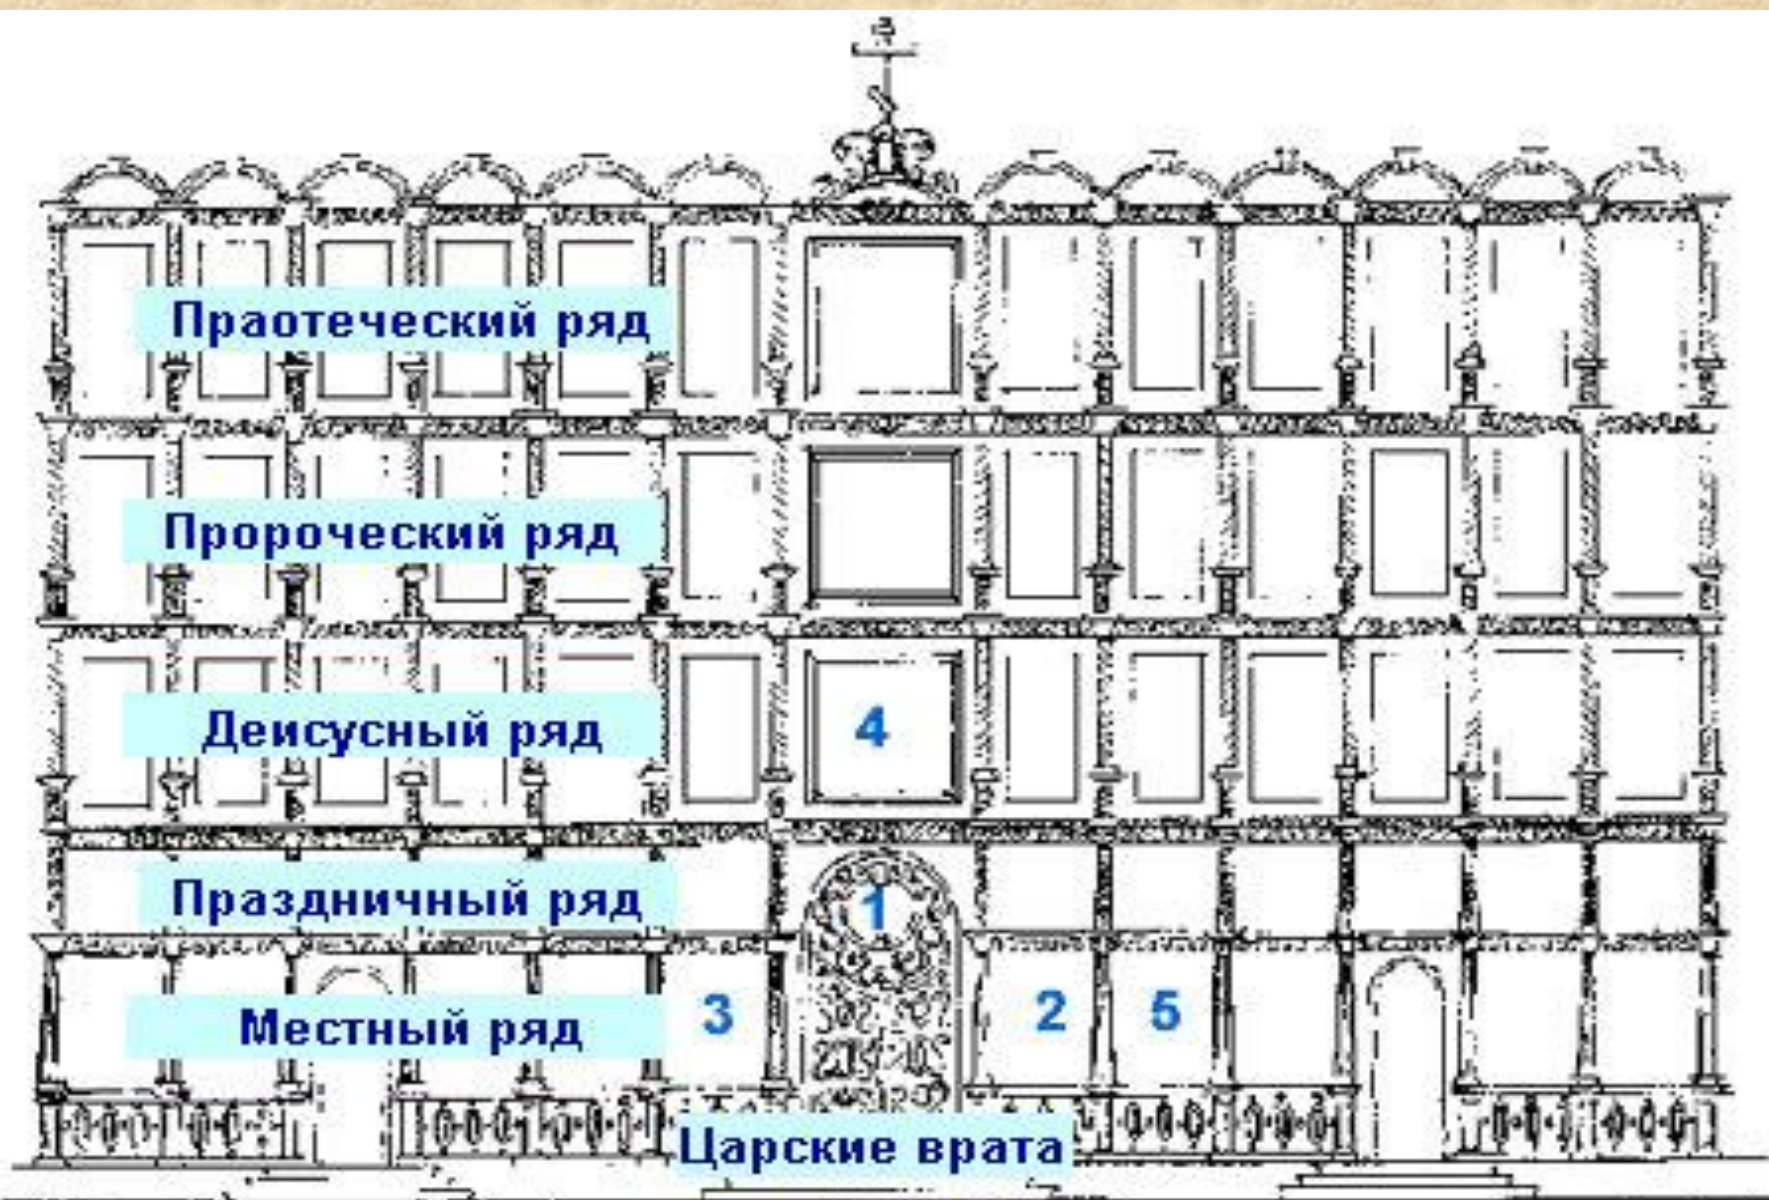 Праотеческий ряд
Пророческий ряд
Деисусный ряд
4
Праздничный ряд
1
Местный ряд
3
2
5
Царские врата